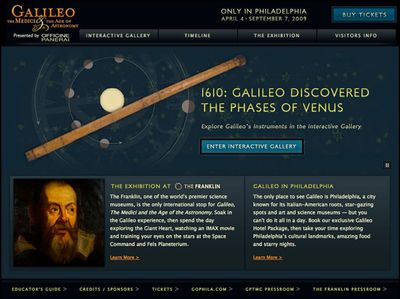 GALILEO
THE MEDICI & THE AGE OF
ASTRONOMY
Presented by OFFICINE
PANERAI
ONLY IN PHILADELPHIA
APRIL 4 - SEPTEMBER 7, 2009
BUY TICKETS
INTERACTIVE GALLERY
TIMELINE
THE EXHIBITION
VISITORS INFO
1610: GALILEO DISCOVERED
THE PHASES OF VENUS
Explore Galileo's Instruments in the Interactive Gallery
ENTER INTERACTIVE GALLERY
THE EXHIBITION AT THE FRANKLIN
The Franklin, one of the world's premier science
museums, is the only international stop for Galileo,
The Medici and the Age of Astronomy. Soak in
the Galileo experience, then spend the day
exploring the Giant Heart, watching an IMAX movie
and training your eyes on the stars at the Space
Command and Fels Planetarium.
Learn More >
GALILEO IN PHILADELPHIA
The only place to see Galileo is Philadelphia, a city
known for its Italian-American roots, star-gazing
spots and art and science museums — but you
can't do it all in a day. Book our exclusive Galileo
Hotel Package, then take your time exploring
Philadelphia's cultural landmarks, amazing food
and starry nights.
Learn More >
EDUCATOR'S GUIDE >
CREDITS / SPONSORS >
TICKETS >
GOPHILA.COM >
GPTMC PRESSROOM >
THE FRANKLIN PRESSROOM >